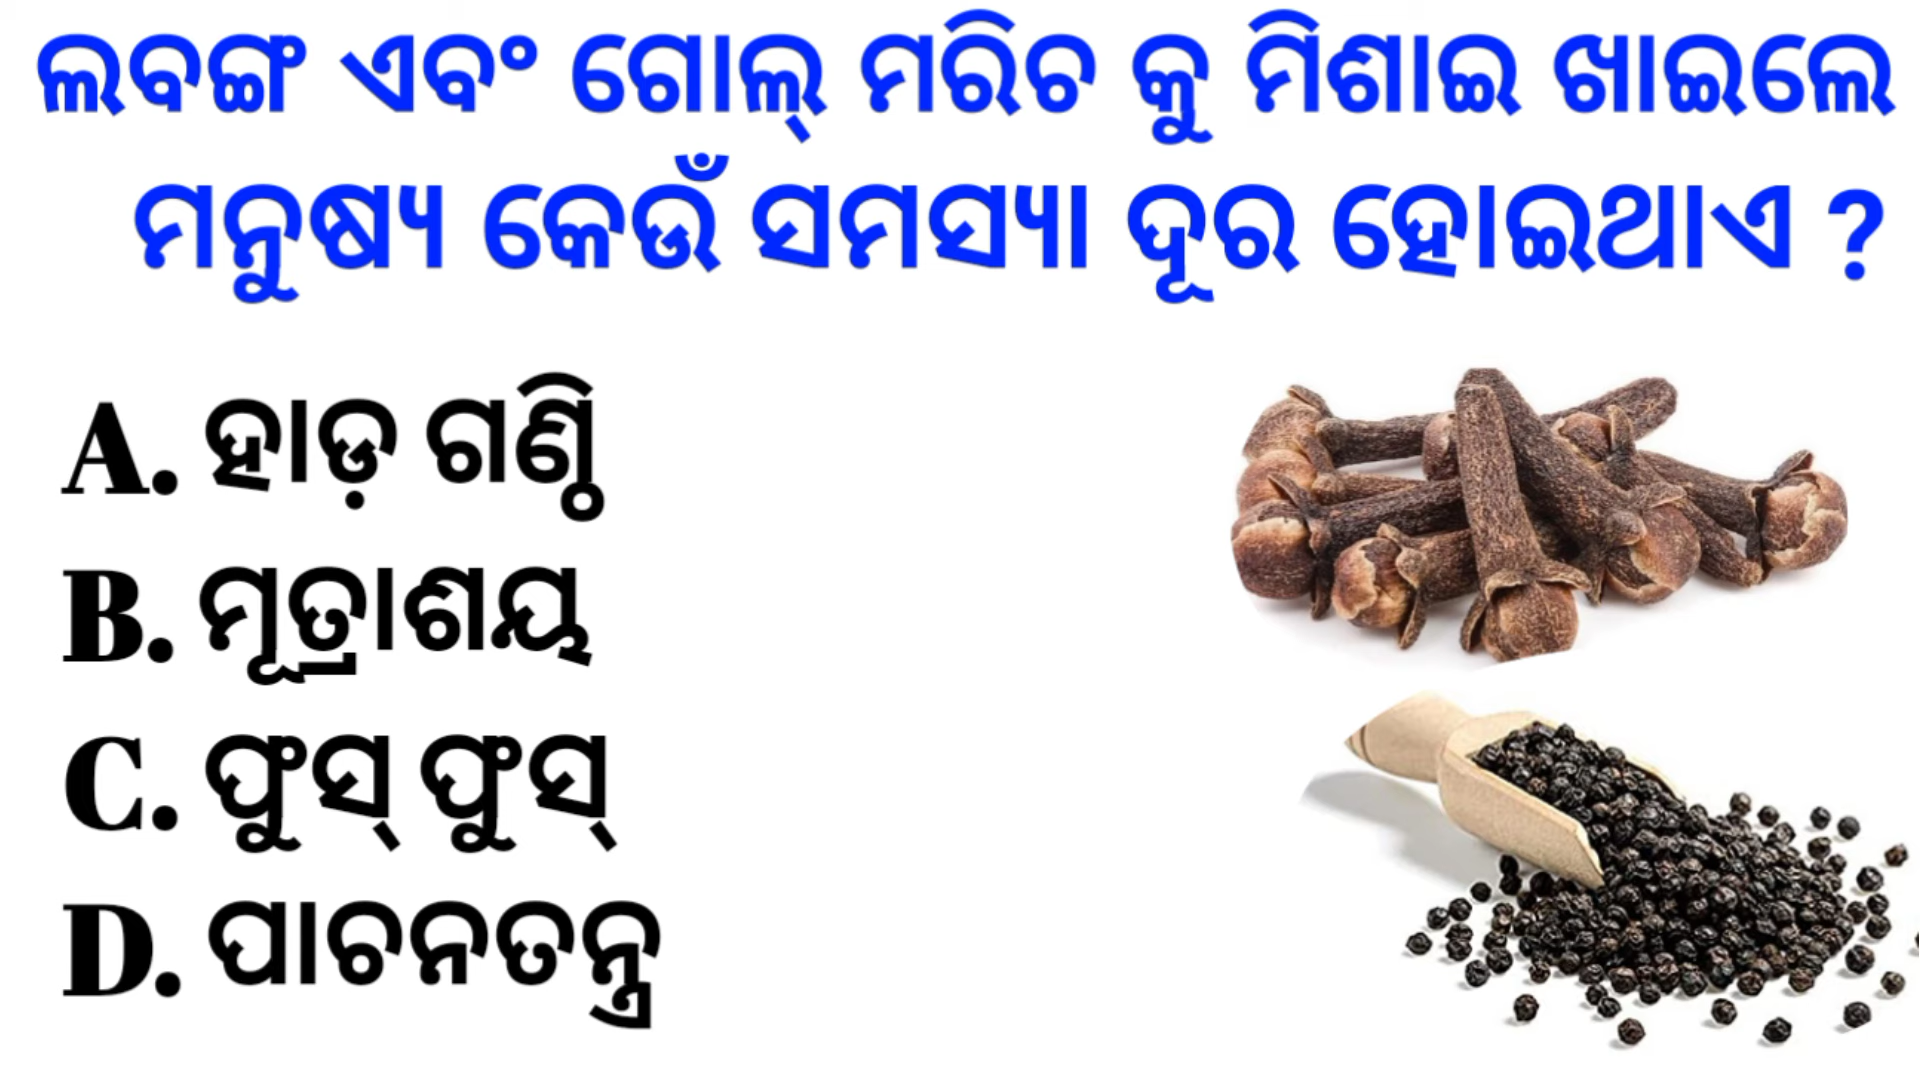 ଲବଙ୍ଗ ଏବଂ ଗୋଲ୍ ମରିଚ କୁ ମିଶାଇ ଖାଇଲେ
ମନୁଷ୍ୟ କେଉଁ ସମସ୍ୟା ଦୂର ହୋଇଥାଏ ?
A. ହାଡ଼ ଗଣ୍ଠି
B. ମୂତ୍ରାଶୟ
C. ଫୁସ୍ ଫୁସ୍
D. ପାଚନତନ୍ତ୍ର